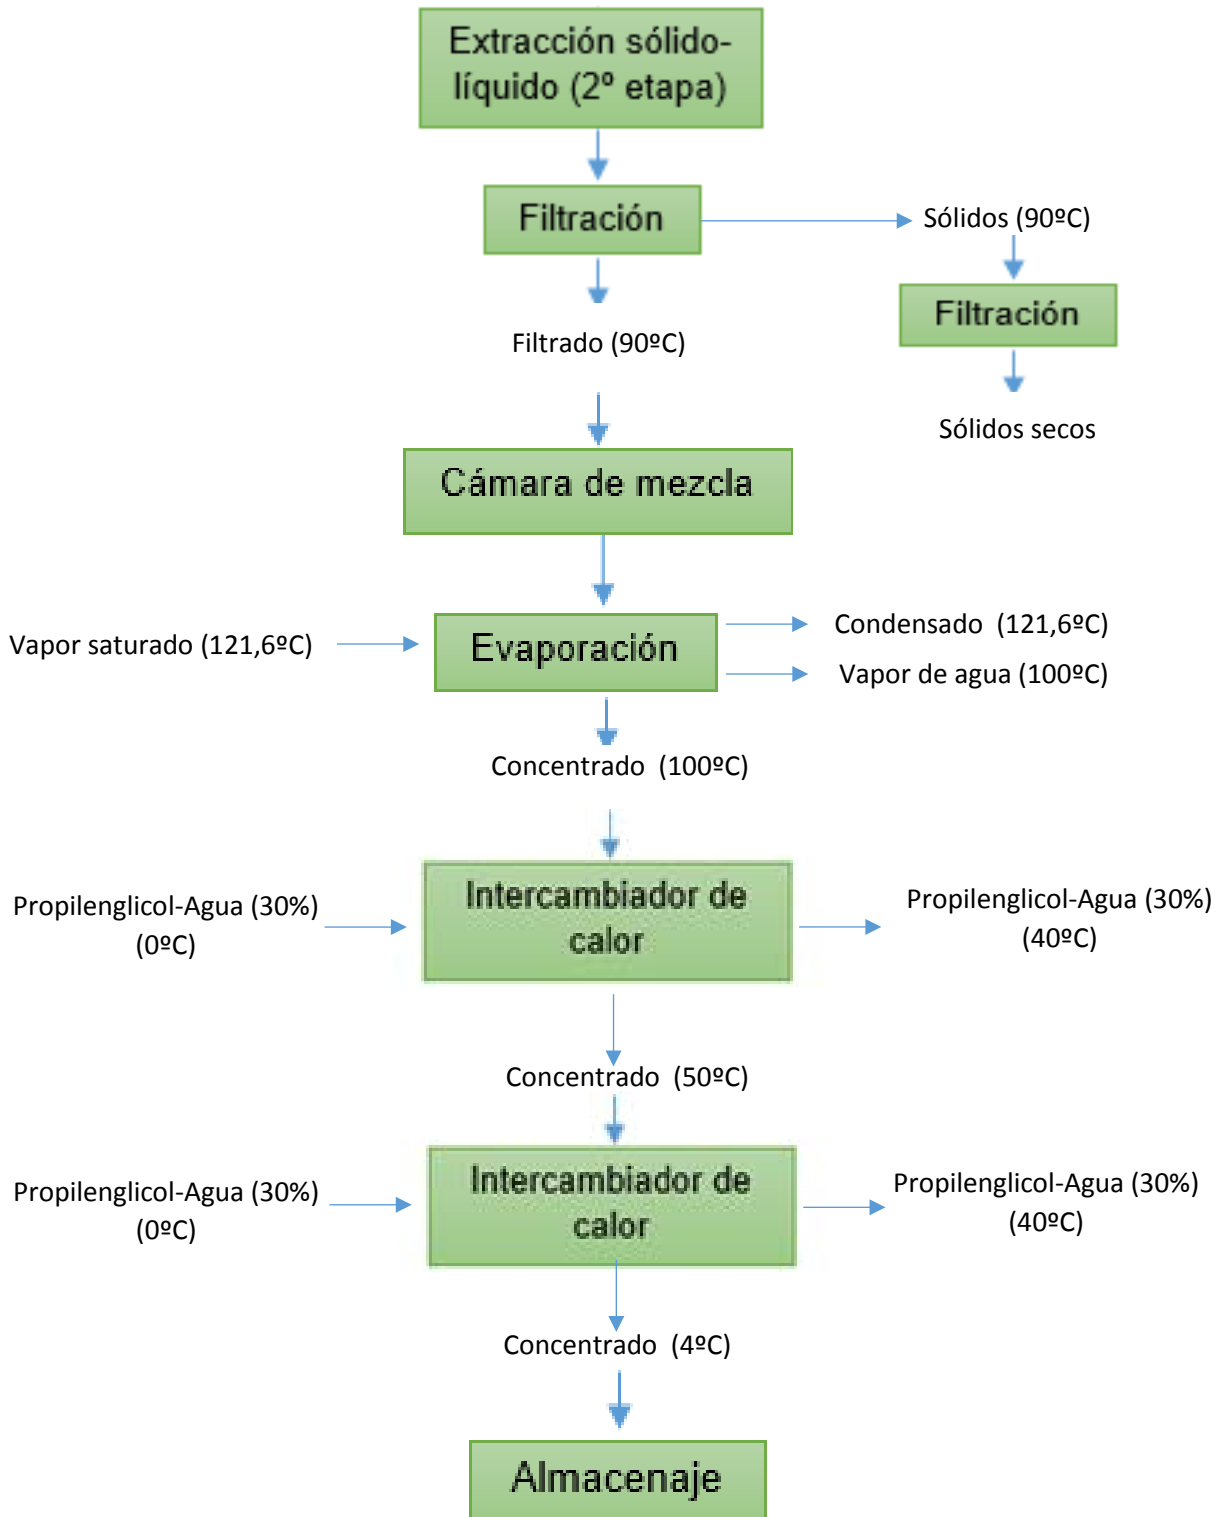 Extracción sólido-
líquido (2º etapa)
Filtración
Sólidos (90ºC)
Filtración
Filtrado (90ºC)
Sólidos secos
Cámara de mezcla
Vapor saturado (121,6ºC)
Evaporación
Condensado (121,6ºC)
Vapor de agua (100ºC)
Concentrado (100ºC)
Propilenglicol-Agua (30%)
(0ºC)
Intercambiador de
calor
Propilenglicol-Agua (30%)
(40ºC)
Concentrado (50ºC)
Propilenglicol-Agua (30%)
(0ºC)
Intercambiador de
calor
Propilenglicol-Agua (30%)
(40ºC)
Concentrado (4ºC)
Almacenaje